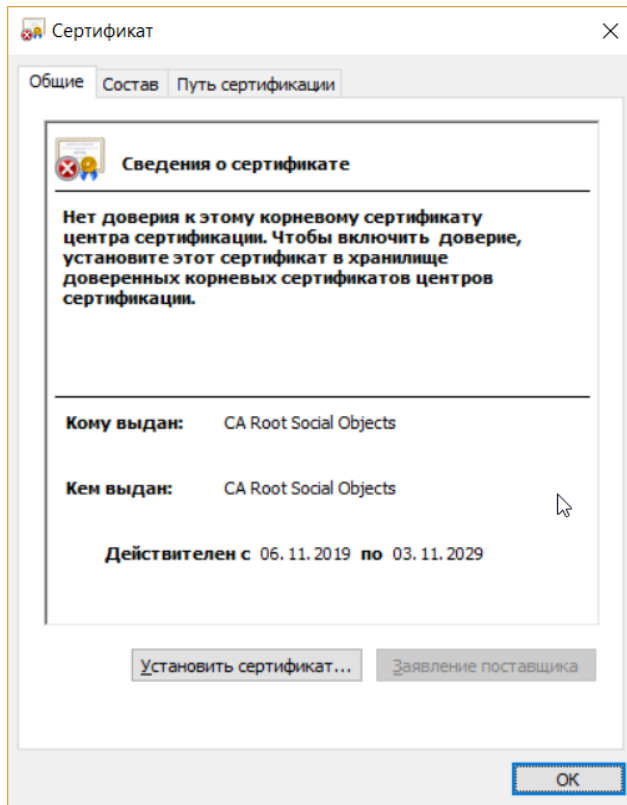 Сертификат
Общие Состав Путь сертификации
Сведения о сертификате
Нет доверия к этому корневому сертификату
центра сертификации. Чтобы включить доверие,
установите этот сертификат в хранилище
доверенных корневых сертификатов центров
сертификации.
Кому выдан: CA Root Social Objects
Кем выдан: CA Root Social Objects
Действителен с 06.11.2019 по 03.11.2029
Установить сертификат... Заявление поставщика
ОК